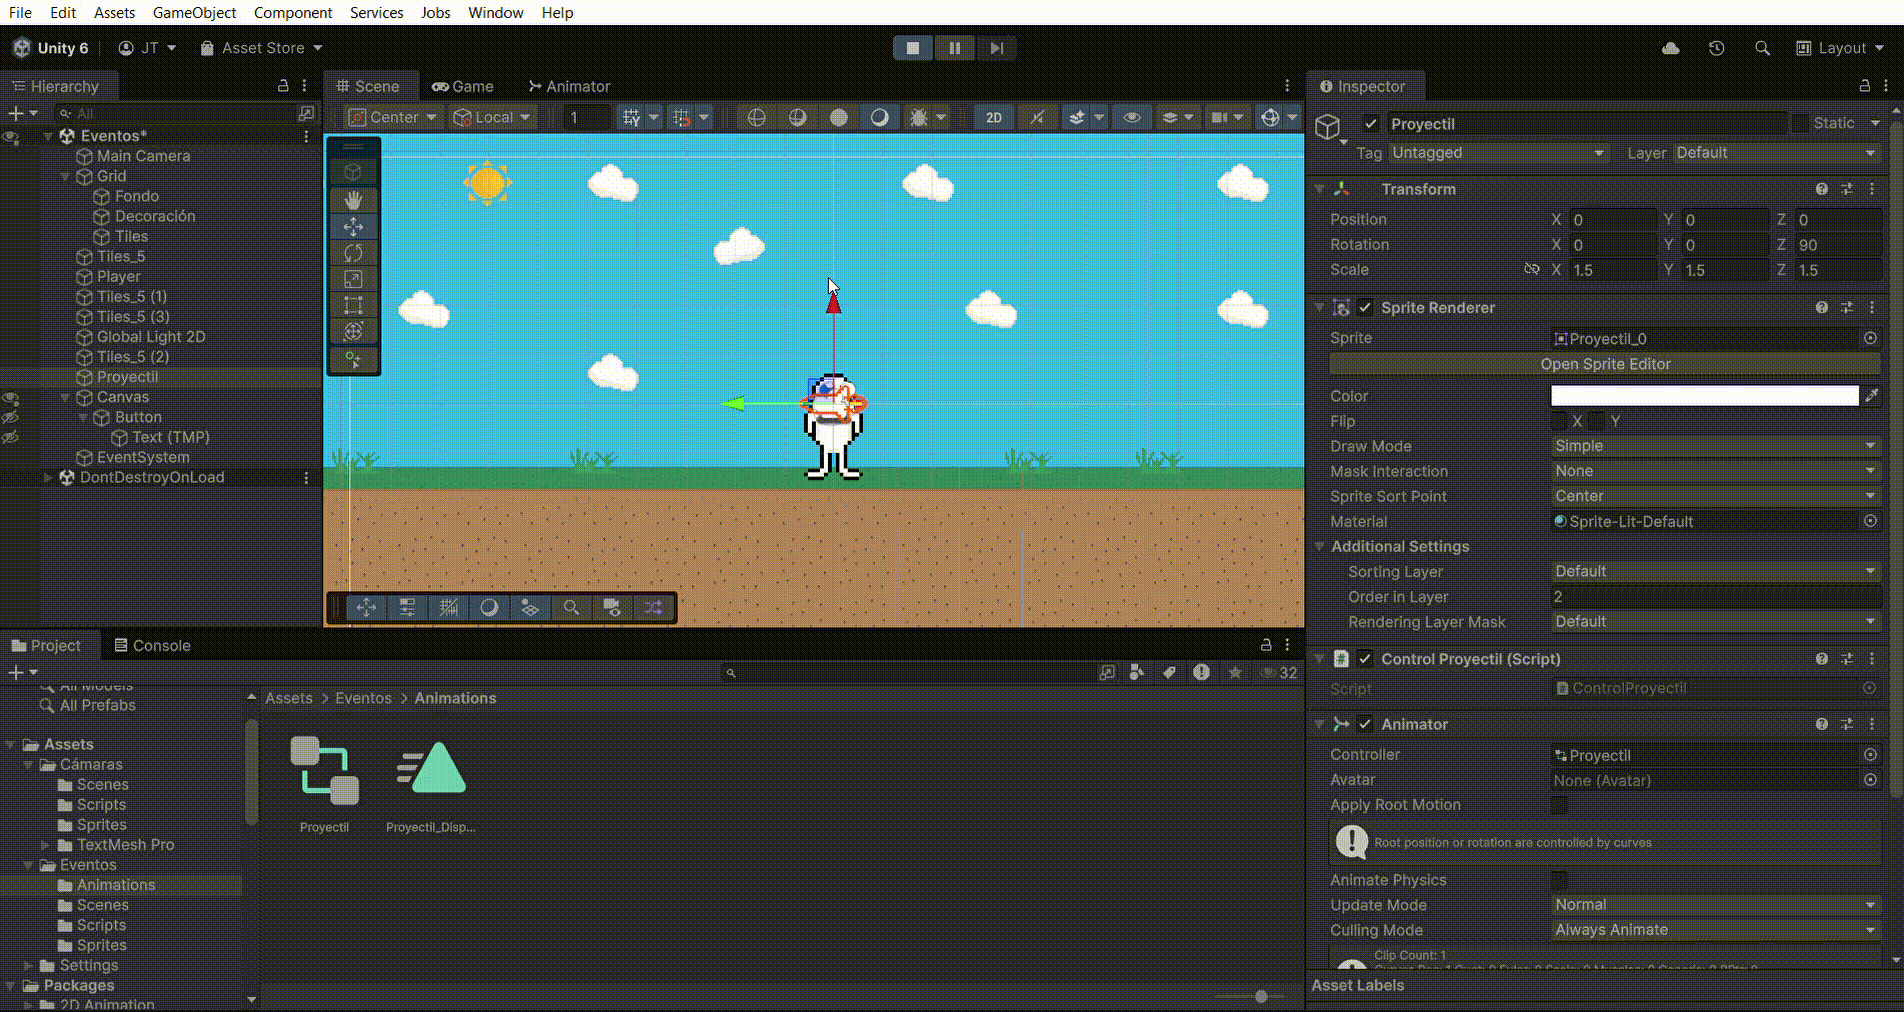 File Edit Assets GameObject Component Services Jobs Window Help
Unity 6 JT Asset Store Layout
Hierarchy
All
Eventos*
Main Camera
Grid
Fondo
Decoración
Tiles
Tiles_5
Player
Tiles_5 (1)
Tiles_5 (3)
Global Light 2D
Tiles_5 (2)
Proyectil
Canvas
Button
Text (TMP)
EventSystem
DontDestroyOnLoad
Scene Game Animator
Center Local 1 2D
Inspector
Proyectil Static
Tag Untagged Layer Default
Transform
Position X 0 Y 0 Z 0
Rotation X 0 Y 0 Z 90
Scale X 1.5 Y 1.5 Z 1.5
Sprite Renderer
Sprite Proyectil_0
Open Sprite Editor
Color
Flip X Y
Draw Mode Simple
Mask Interaction None
Sprite Sort Point Center
Material Sprite-Lit-Default
Additional Settings
Sorting Layer Default
Order in Layer 2
Rendering Layer Mask Default
Control Proyectil (Script)
Script ControlProyectil
Animator
Controller Proyectil
Avatar None (Avatar)
Apply Root Motion
Root position or rotation are controlled by curves
Animate Physics
Update Mode Normal
Culling Mode Always Animate
Clip Count: 1
Asset Labels
Project Console
32
All Models
All Prefabs
Assets
Cámaras
Scenes
Scripts
Sprites
TextMesh Pro
Eventos
Animations
Scenes
Scripts
Sprites
Settings
Packages
2D Animation
Assets > Eventos > Animations
Proyectil Proyectil_Disp...